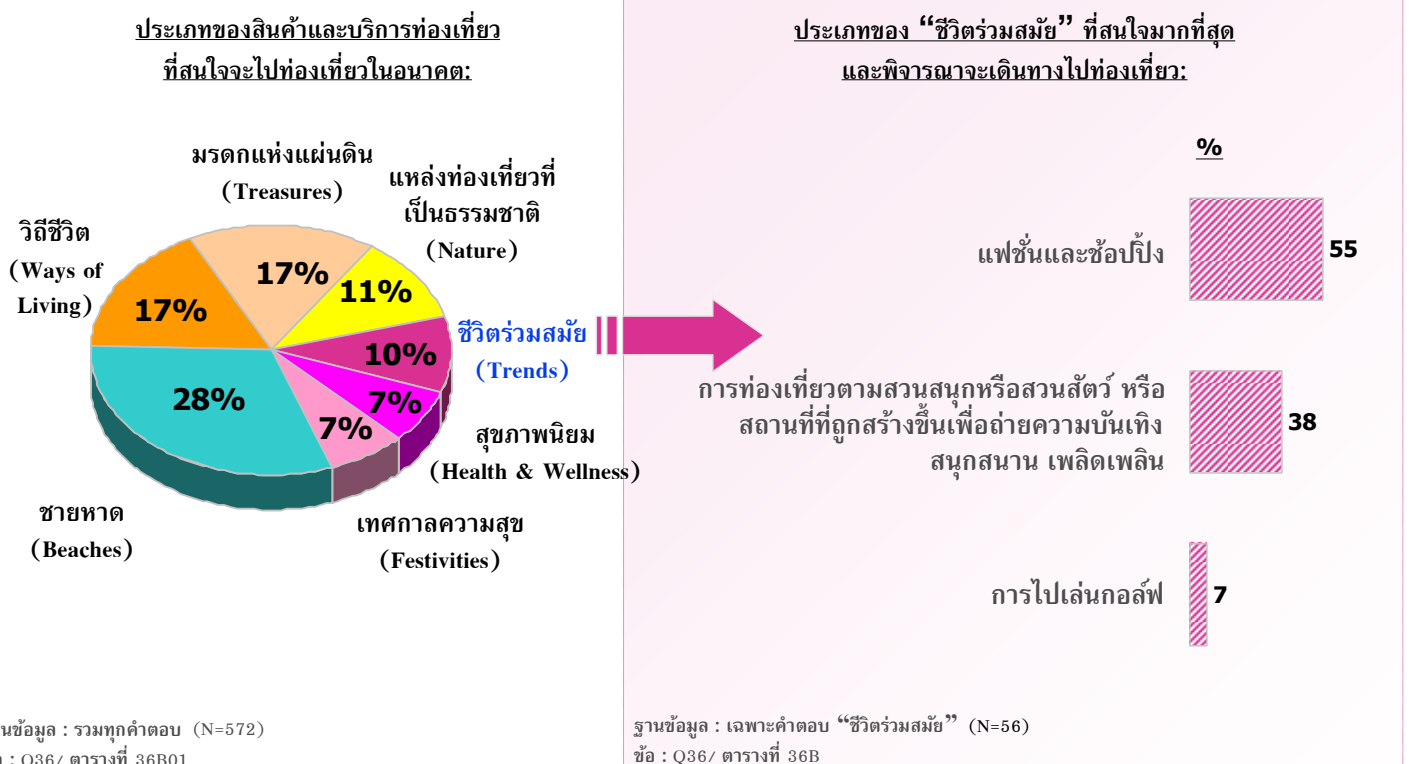 ประเภทของสินค้าและบริการท่องเที่ยว
ที่สนใจจะไปท่องเที่ยวในอนาคต:
มรดกแห่งแผ่นดิน
(Treasures)
แหล่งท่องเที่ยวที่
เป็นธรรมชาติ
(Nature)
วิถีชีวิต
(Ways of
Living)
17%
17%
11%
ชีวิตร่วมสมัย
(Trends)
10%
28%
7%
7%
สุขภาพนิยม
(Health & Wellness)
ชายหาด
(Beaches)
เทศกาลความสุข
(Festivities)
นข้อมูล : รวมทุกคำตอบ (N=572)
: Q36/ ตารางที่ 36B01
ประเภทของ “ชีวิตร่วมสมัย” ที่สนใจมากที่สุด
และพิจารณาจะเดินทางไปท่องเที่ยว:
%
แฟชั่นและช้อปปิ้ง
55
การท่องเที่ยวตามสวนสนุกหรือสวนสัตว์ หรือ
สถานที่ที่ถูกสร้างขึ้นเพื่อถ่ายความบันเทิง
สนุกสนาน เพลิดเพลิน
38
การไปเล่นกอล์ฟ
7
ฐานข้อมูล : เฉพาะคำตอบ “ชีวิตร่วมสมัย” (N=56)
ข้อ : Q36/ ตารางที่ 36B